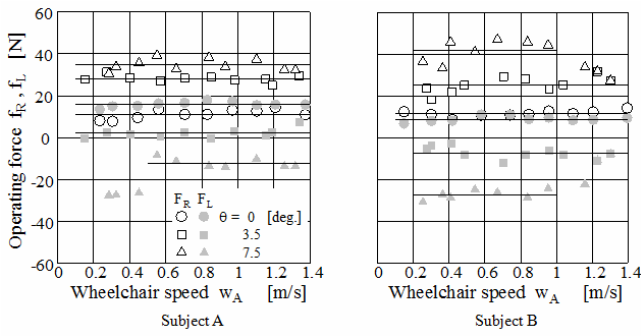 Operating force f_R , f_L [N]
60
40
20
0
-20
-40
-60
F_R F_L
θ = 0 [deg.]
3.5
7.5
0 0.2 0.4 0.6 0.8 1 1.2 1.4
Wheelchair speed w_A [m/s]
Subject A
0 0.2 0.4 0.6 0.8 1 1.2 1.4
Wheelchair speed w_A [m/s]
Subject B